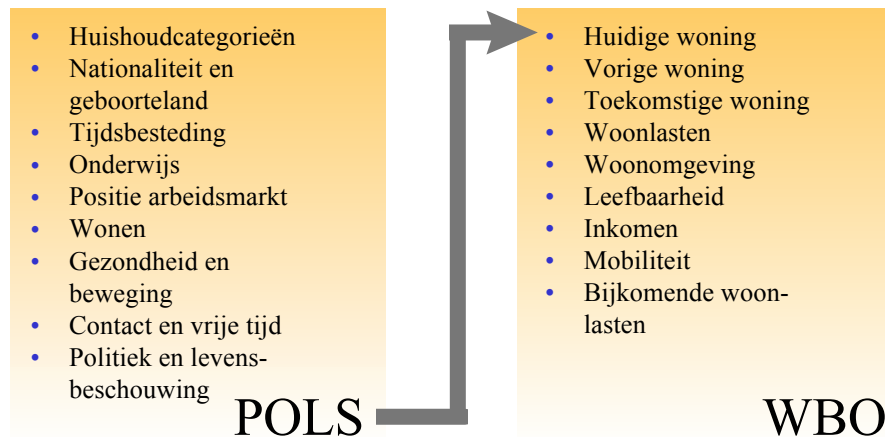 • Huishoudcategorieën
• Nationaliteit en
geboorteland
• Tijdsbesteding
• Onderwijs
• Positie arbeidsmarkt
• Wonen
• Gezondheid en
beweging
• Contact en vrije tijd
• Politiek en levens-
beschouwing
POLS
• Huidige woning
• Vorige woning
• Toekomstige woning
• Woonlasten
• Woonomgeving
• Leefbaarheid
• Inkomen
• Mobiliteit
• Bijkomende woon-
lasten
WBO